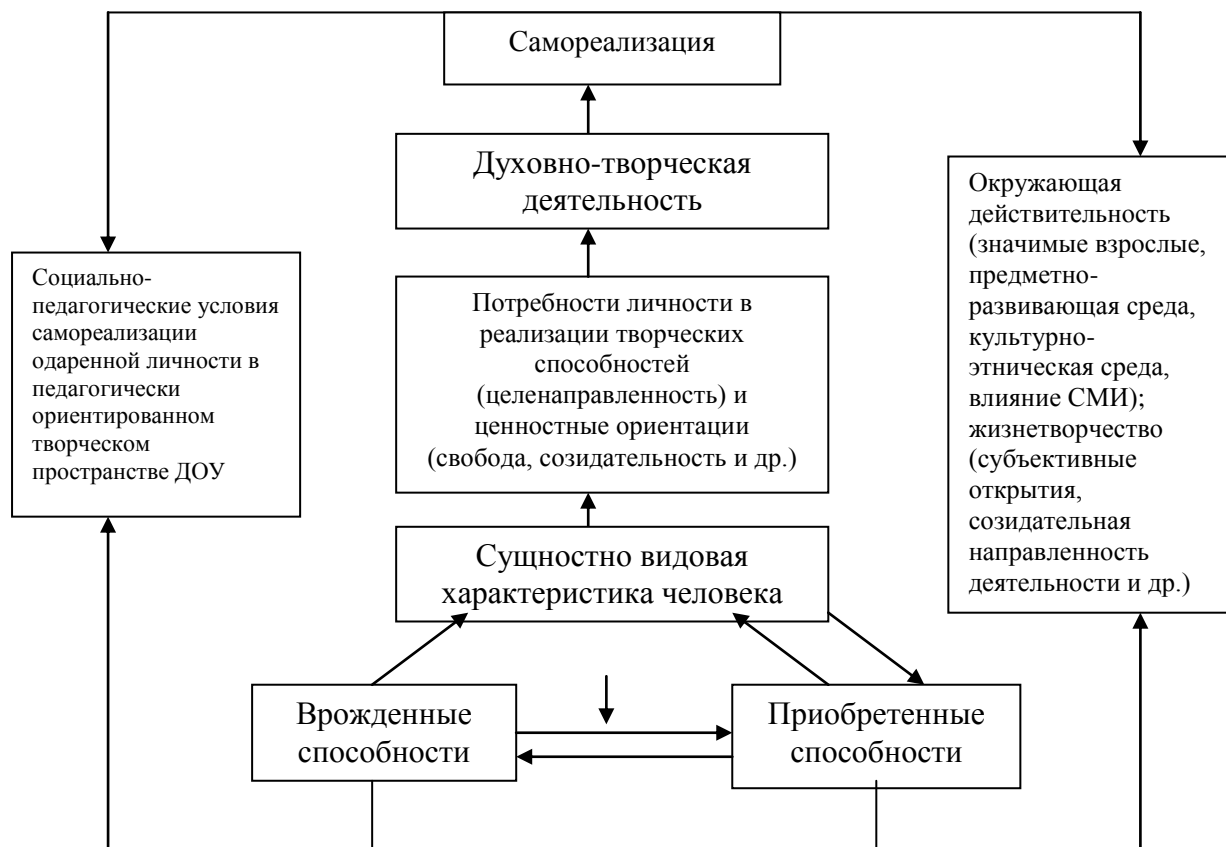 Самореализация
Духовно-творческая
деятельность
Социально-
педагогические условия
самореализации
одаренной личности в
педагогически
ориентированном
творческом
пространстве ДОУ
Потребности личности в
реализации творческих
способностей
(целенаправленность) и
ценностные ориентации
(свобода, созидательность и др.)
Окружающая
действительность
(значимые взрослые,
предметно-
развивающая среда,
культурно-
этническая среда,
влияние СМИ);
жизнетворчество
(субъективные
открытия,
созидательная
направленность
деятельности и др.)
Сущностно видовая
характеристика человека
Врожденные
способности
Приобретенные
способности